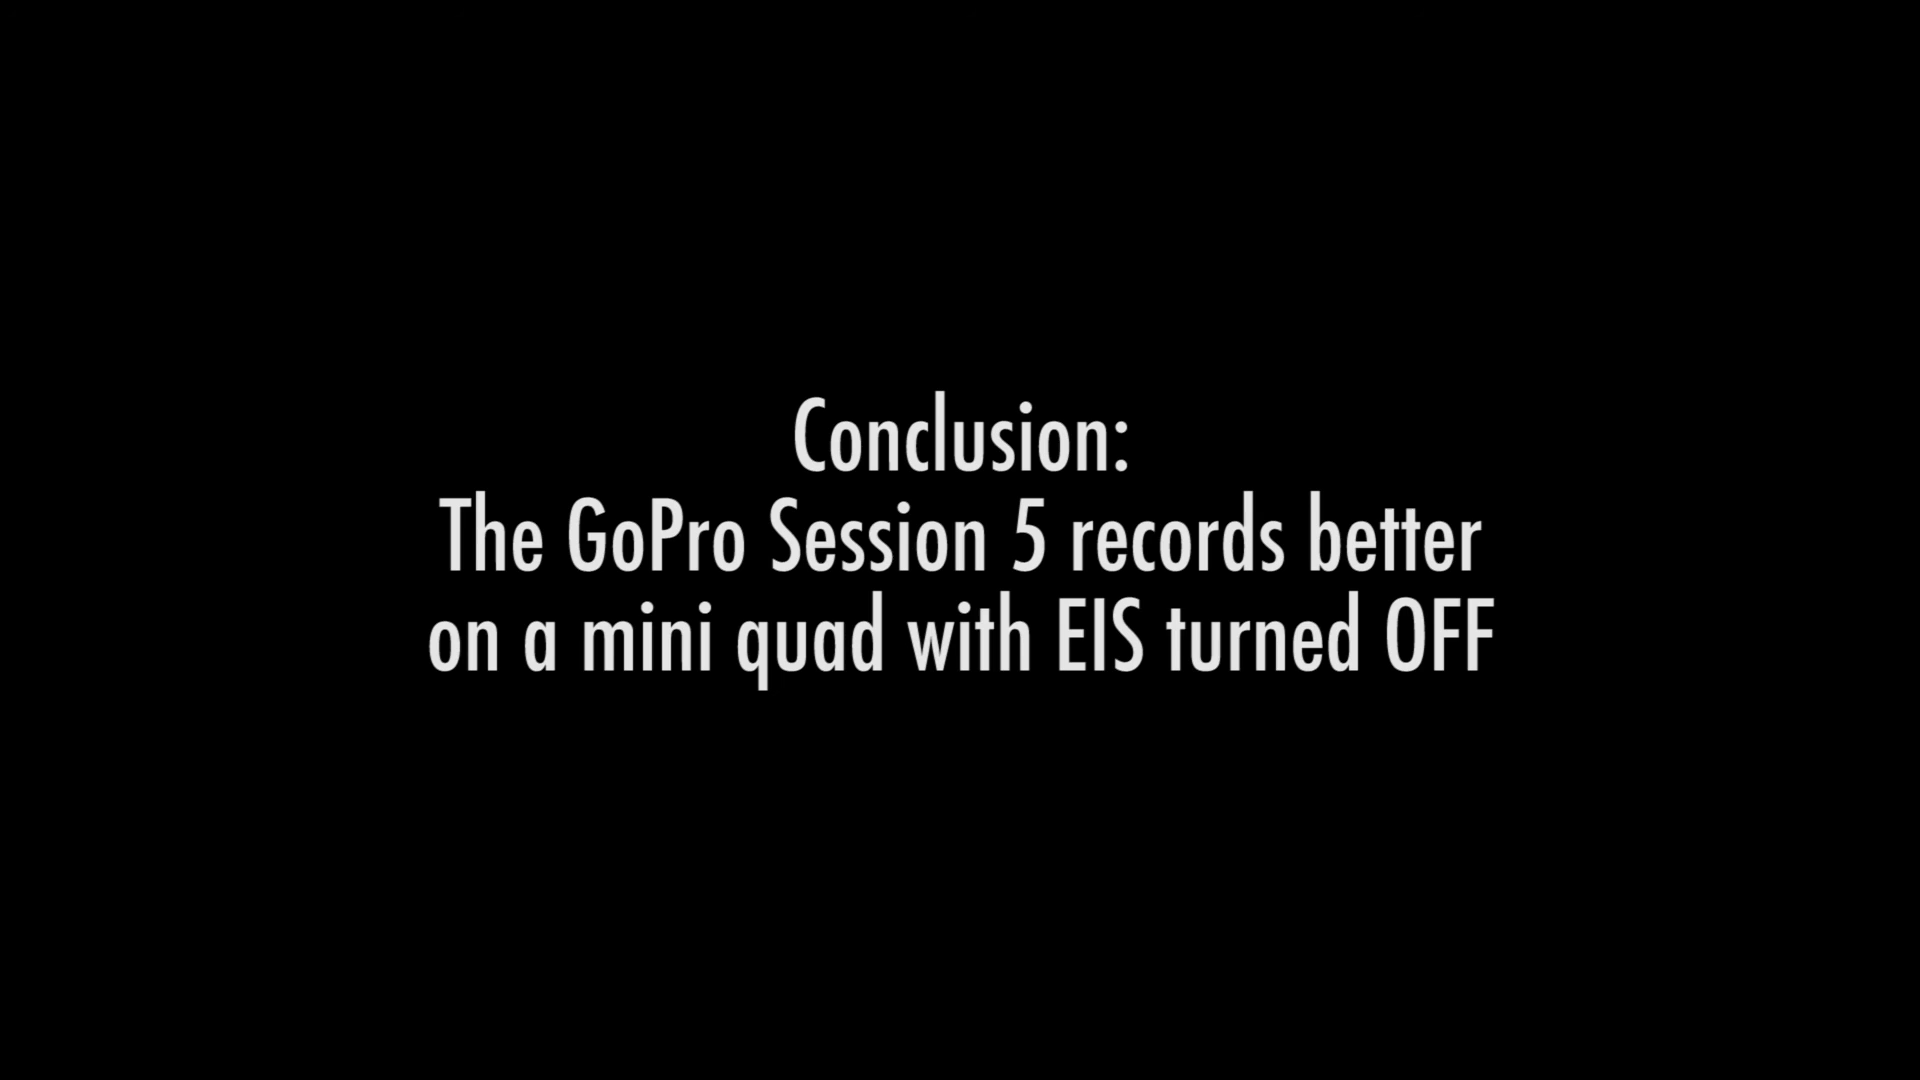 Conclusion:
The GoPro Session 5 records better
on a mini quad with EIS turned OFF